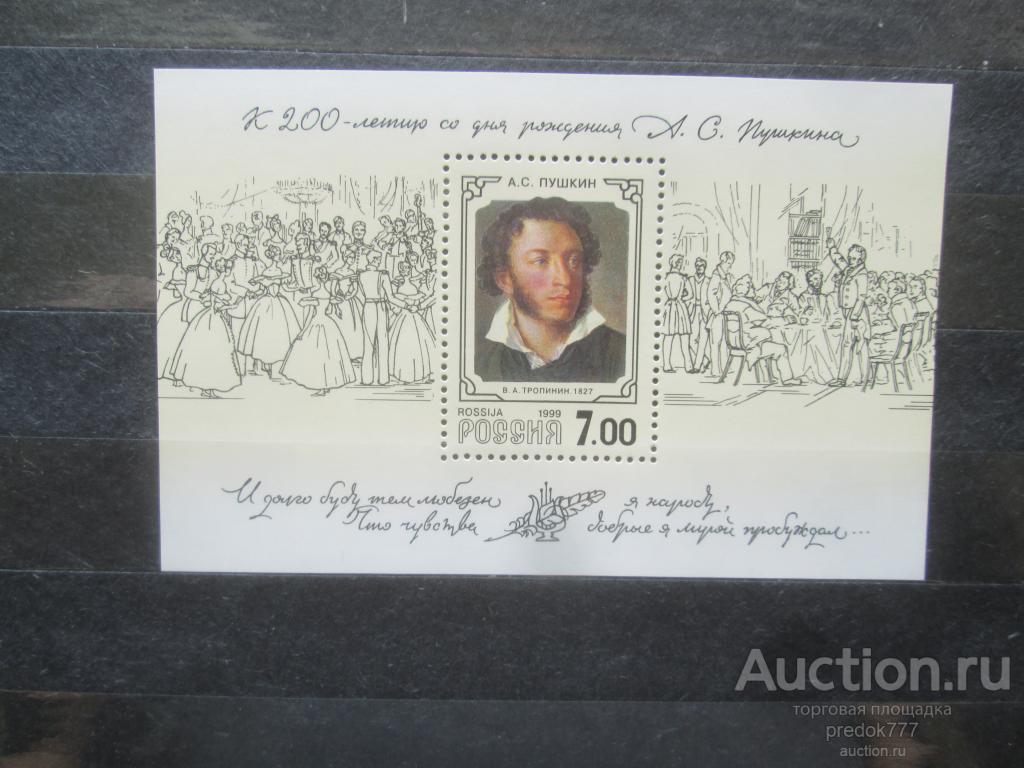 К 200-летию со дня рождения А. С. Пушкина
А.С. ПУШКИН
В.А.ТРОПИНИН.1827
ROSSIJA 1999
РОССИЯ 7.00
И долго буду тем любезен я народу,
Что чувства добрые я лирой пробуждал...
Auction.ru
торговая площадка
predok777
auction.ru